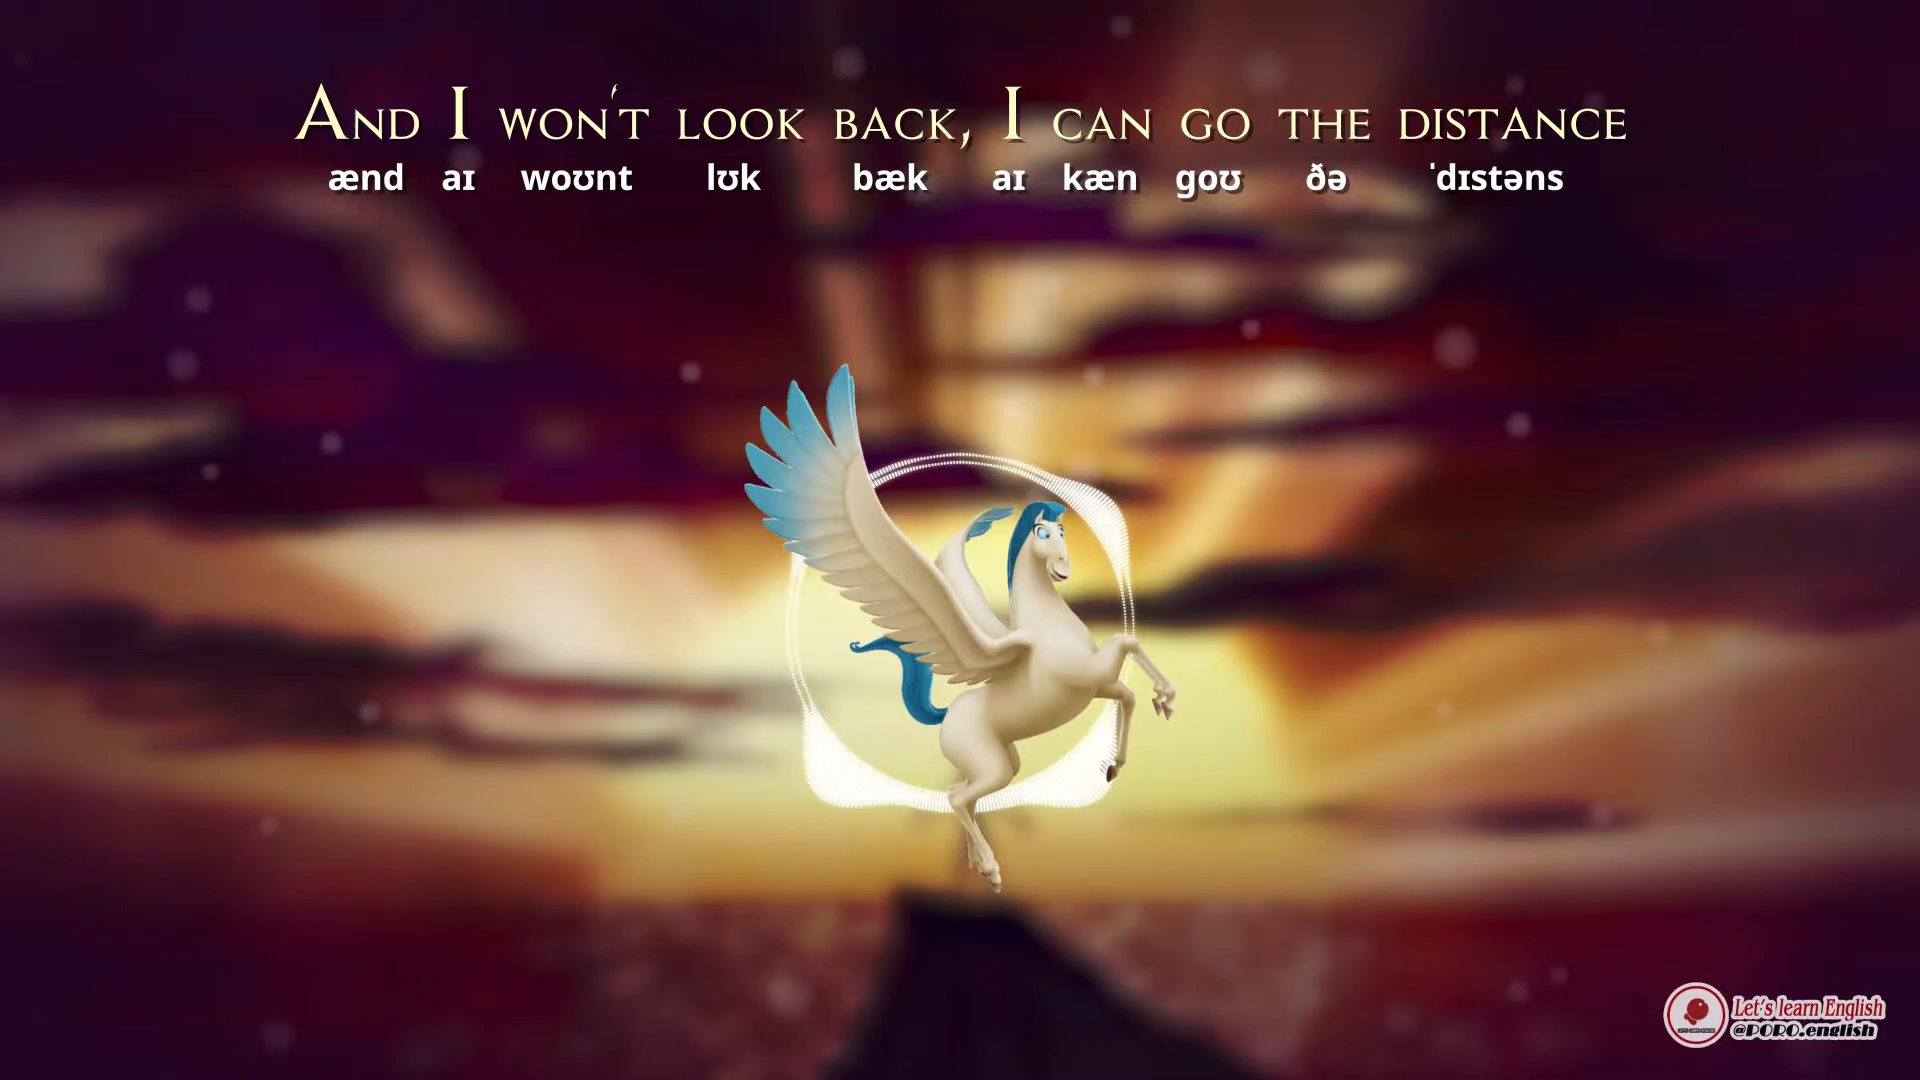 And I won't look back, I can go the distance
ænd aɪ woʊnt lʊk bæk aɪ kæn goʊ ðə ˈdɪstəns
Let's learn English
@PORO.english